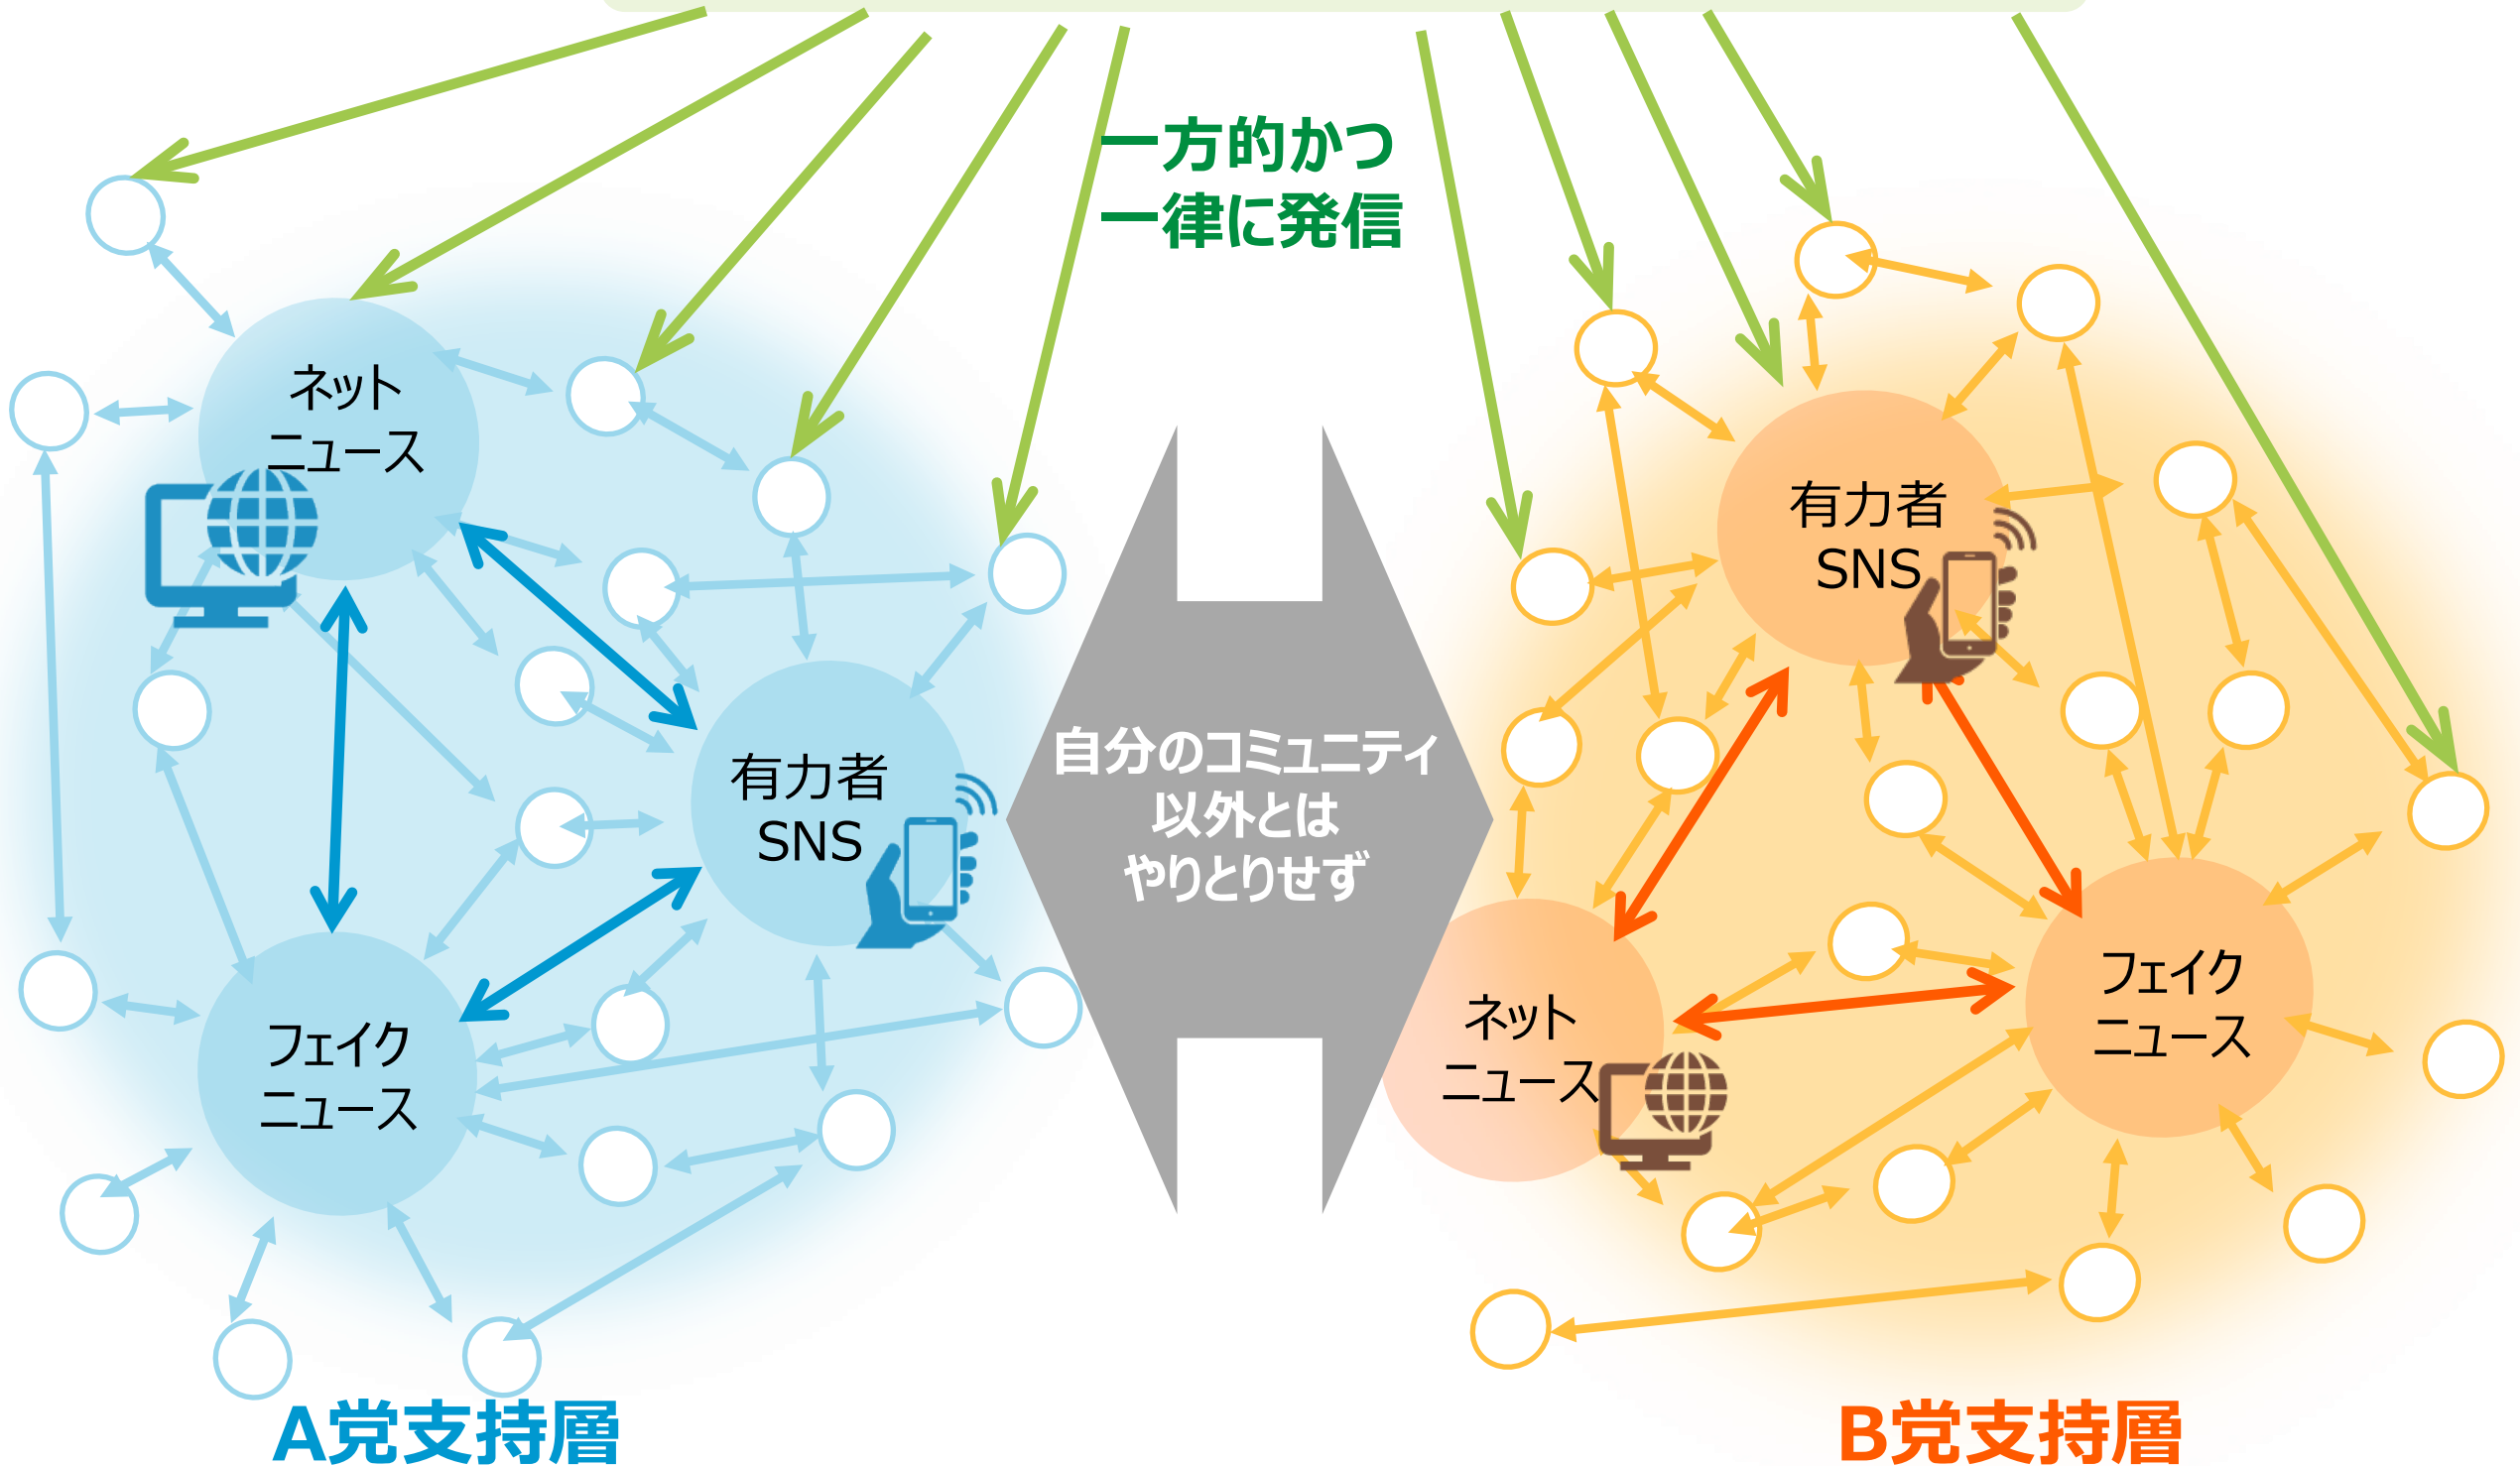 一方的かつ
一律に発信
ネット
ニュース
有力者
SNS
フェイク
ニュース
A党支持層
自分のコミュニティ
以外とは
やりとりせず
有力者
SNS
ネット
ニュース
フェイク
ニュース
B党支持層